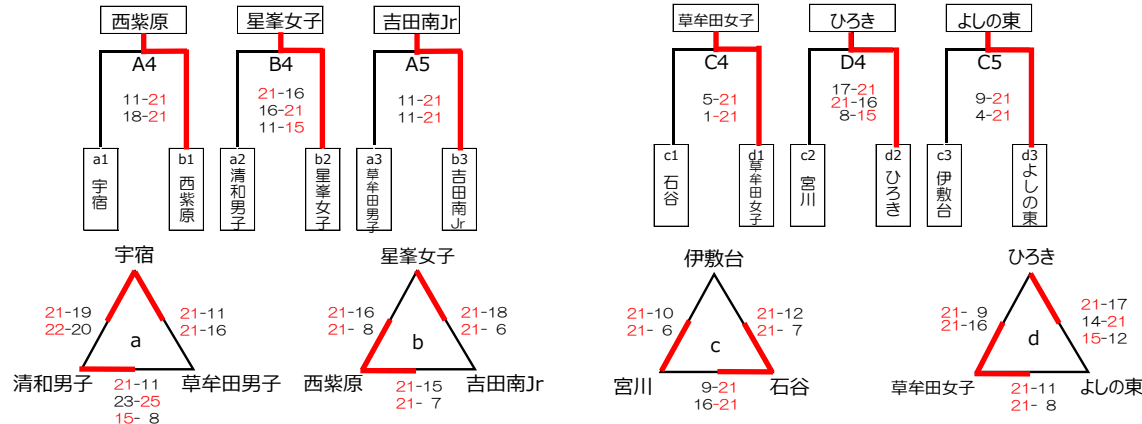 西紫原 星峯女子 吉田南Jr 草牟田女子 ひろき よしの東
A4 B4 A5 C4 D4 C5
11-21
18-21
21-16
16-21
11-15
11-21
11-21
5-21
1-21
17-21
21-16
8-15
9-21
4-21
a1 宇宿
b1 西紫原
a2 清和男子
b2 星峯女子
a3 草牟田男子
b3 吉田南Jr
c1 石谷
d1 草牟田女子
c2 宮川
d2 ひろき
c3 伊敷台
d3 よしの東
宇宿
21-19
22-20
21-11
21-16
a
清和男子 草牟田男子
21-11
23-25
15- 8
星峯女子
21-16
21- 8
21-18
21- 6
b
西紫原 吉田南Jr
21-15
21- 7
伊敷台
21-10
21- 6
21-12
21- 7
c
宮川 石谷
9-21
16-21
ひろき
21- 9
21-16
21-17
14-21
15-12
d
草牟田女子 よしの東
21-11
21- 8